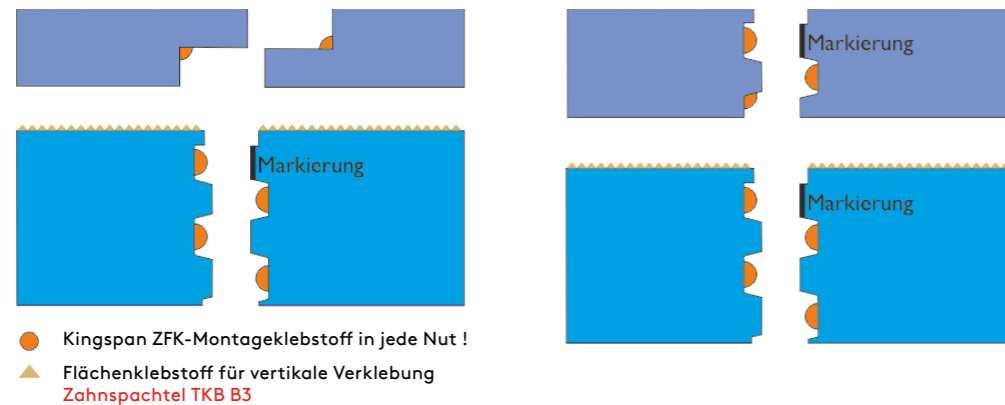 Markierung
Markierung
Markierung
Kingspan ZFK-Montageklebstoff in jede Nut !
Flächenklebstoff für vertikale Verklebung
Zahnspachtel TKB B3